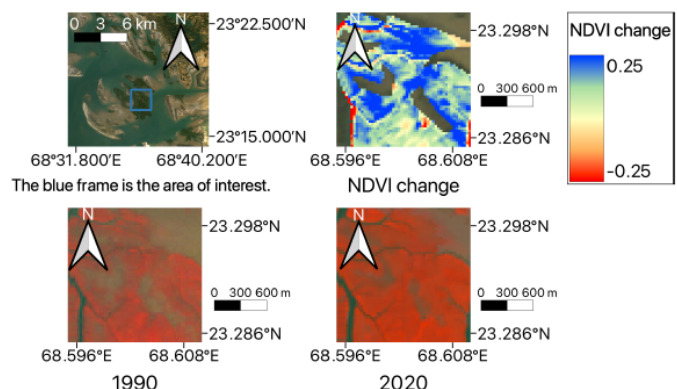 N
0 3 6 km
23°22.500'N
23°15.000'N
68°31.800'E
68°40.200'E
The blue frame is the area of interest.
N
23.298°N
0 300 600 m
23.286°N
68.596°E
68.608°E
NDVI change
NDVI change
0.25
-0.25
N
23.298°N
0 300 600 m
23.286°N
68.596°E
68.608°E
1990
N
23.298°N
0 300 600 m
23.286°N
68.596°E
68.608°E
2020